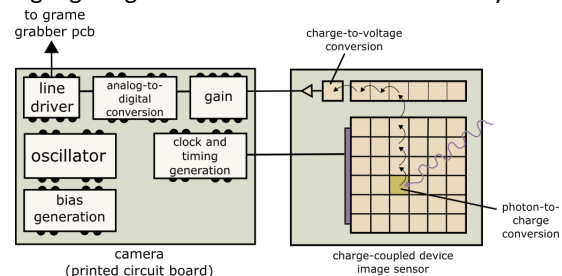 to grame
grabber pcb
charge-to-voltage
conversion
line
driver
analog-to-
digital
conversion
gain
oscillator
clock and
timing
generation
bias
generation
photon-to-
charge
conversion
camera
(printed circuit board)
charge-coupled device
image sensor